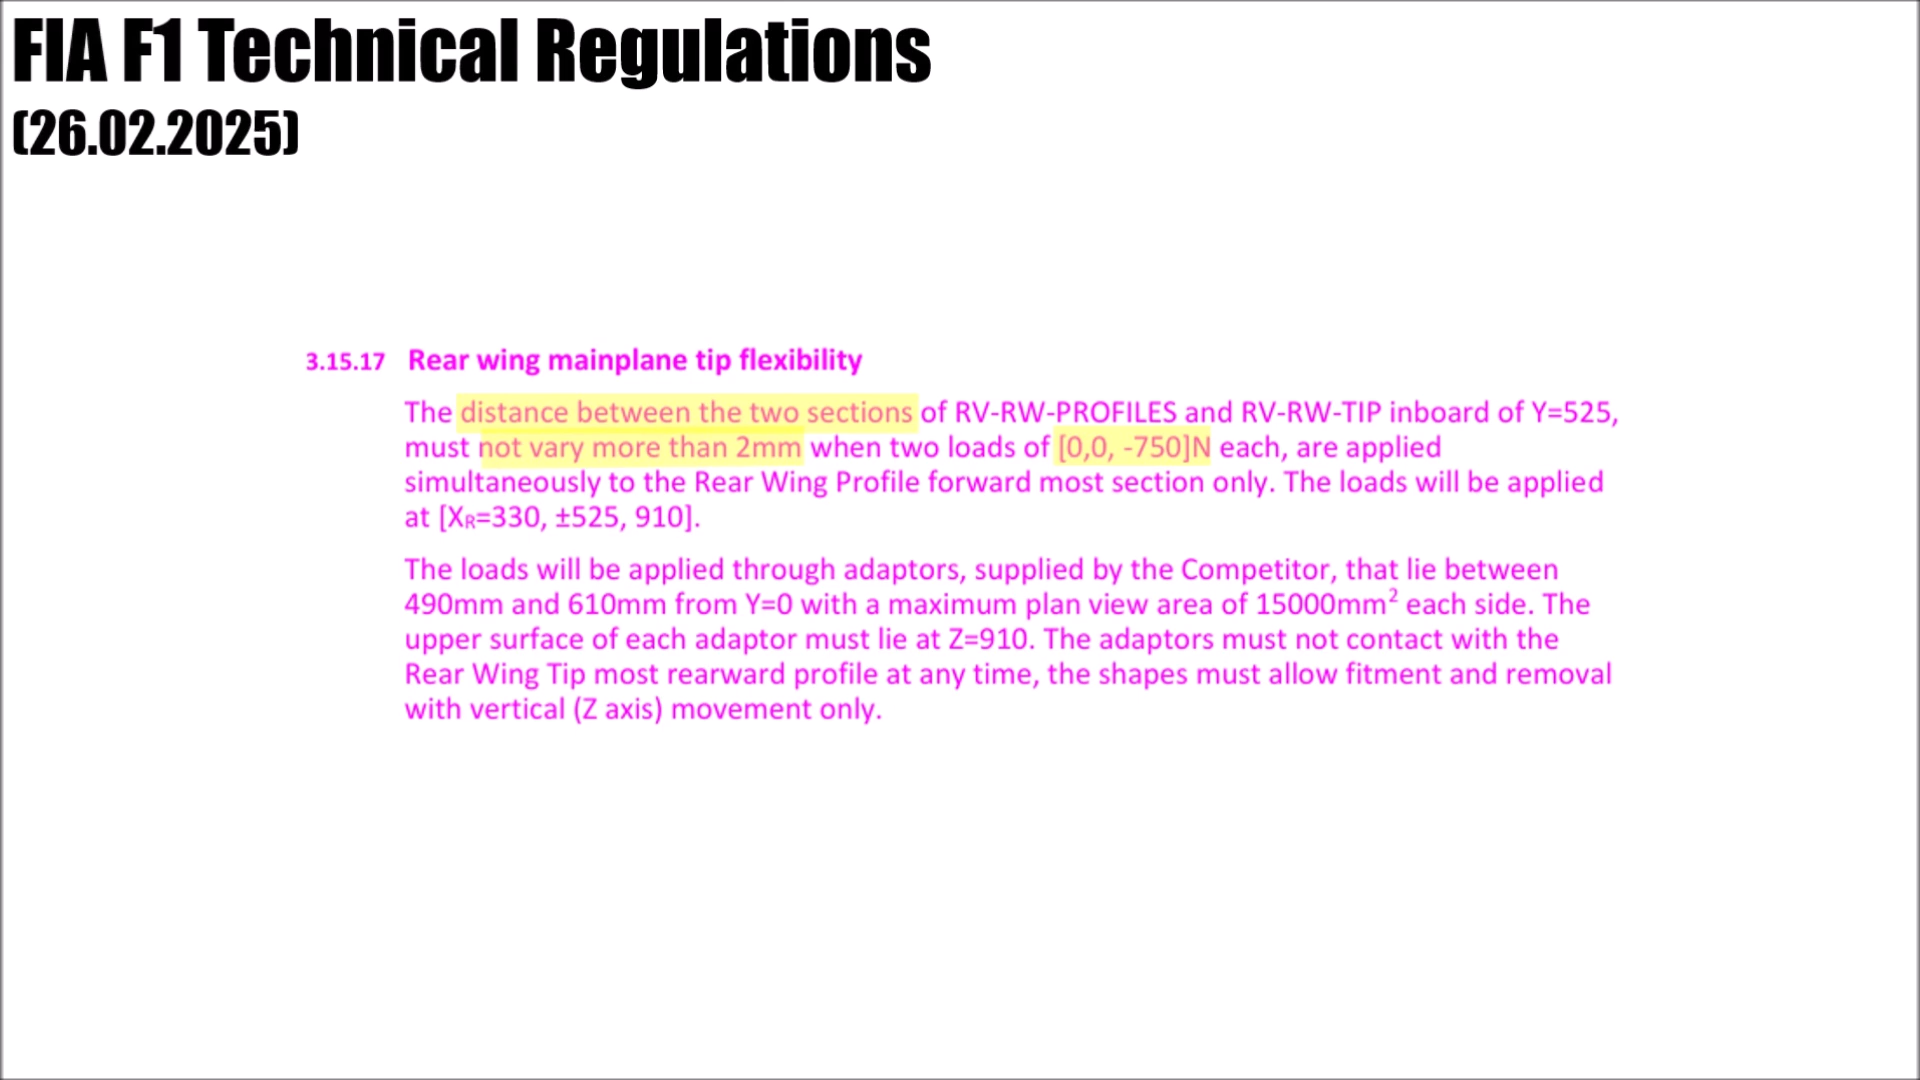 FIA F1 Technical Regulations
(26.02.2025)
3.15.17 Rear wing mainplane tip flexibility
The distance between the two sections of RV-RW-PROFILES and RV-RW-TIP inboard of Y=525,
must not vary more than 2mm when two loads of [0,0, -750]N each, are applied
simultaneously to the Rear Wing Profile forward most section only. The loads will be applied
at [XR=330, ±525, 910].
The loads will be applied through adaptors, supplied by the Competitor, that lie between
490mm and 610mm from Y=0 with a maximum plan view area of 15000mm² each side. The
upper surface of each adaptor must lie at Z=910. The adaptors must not contact with the
Rear Wing Tip most rearward profile at any time, the shapes must allow fitment and removal
with vertical (Z axis) movement only.